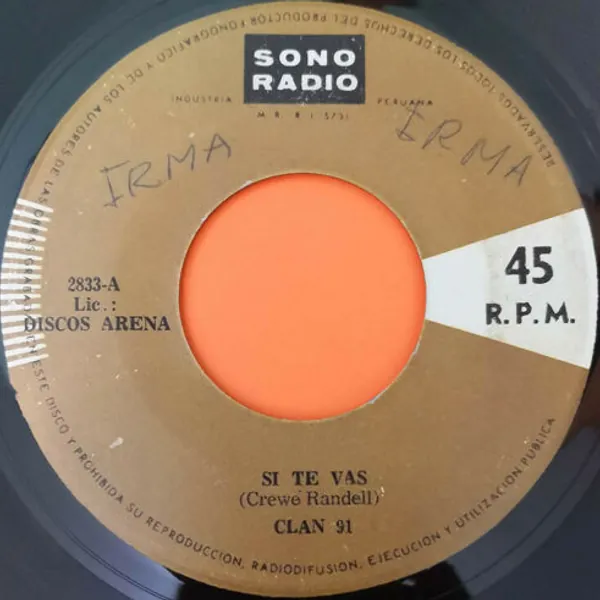 SONO
RADIO
INDUSTRIA PERUANA
IRMA IRMA
2833-A
Lic.:
DISCOS ARENA
45
R.P.M.
SI TE VAS
(Crewe Randell)
CLAN 91
RESERVADOS TODOS LOS DERECHOS DEL PRODUCTOR FONOGRAFICO Y DE LOS AUTORES DE LAS OBRAS GRABADAS EN ESTE DISCO Y PROHIBIDA SU REPRODUCCION, RADIODIFUSION, EJECUCION Y UTILIZACION PUBLICA